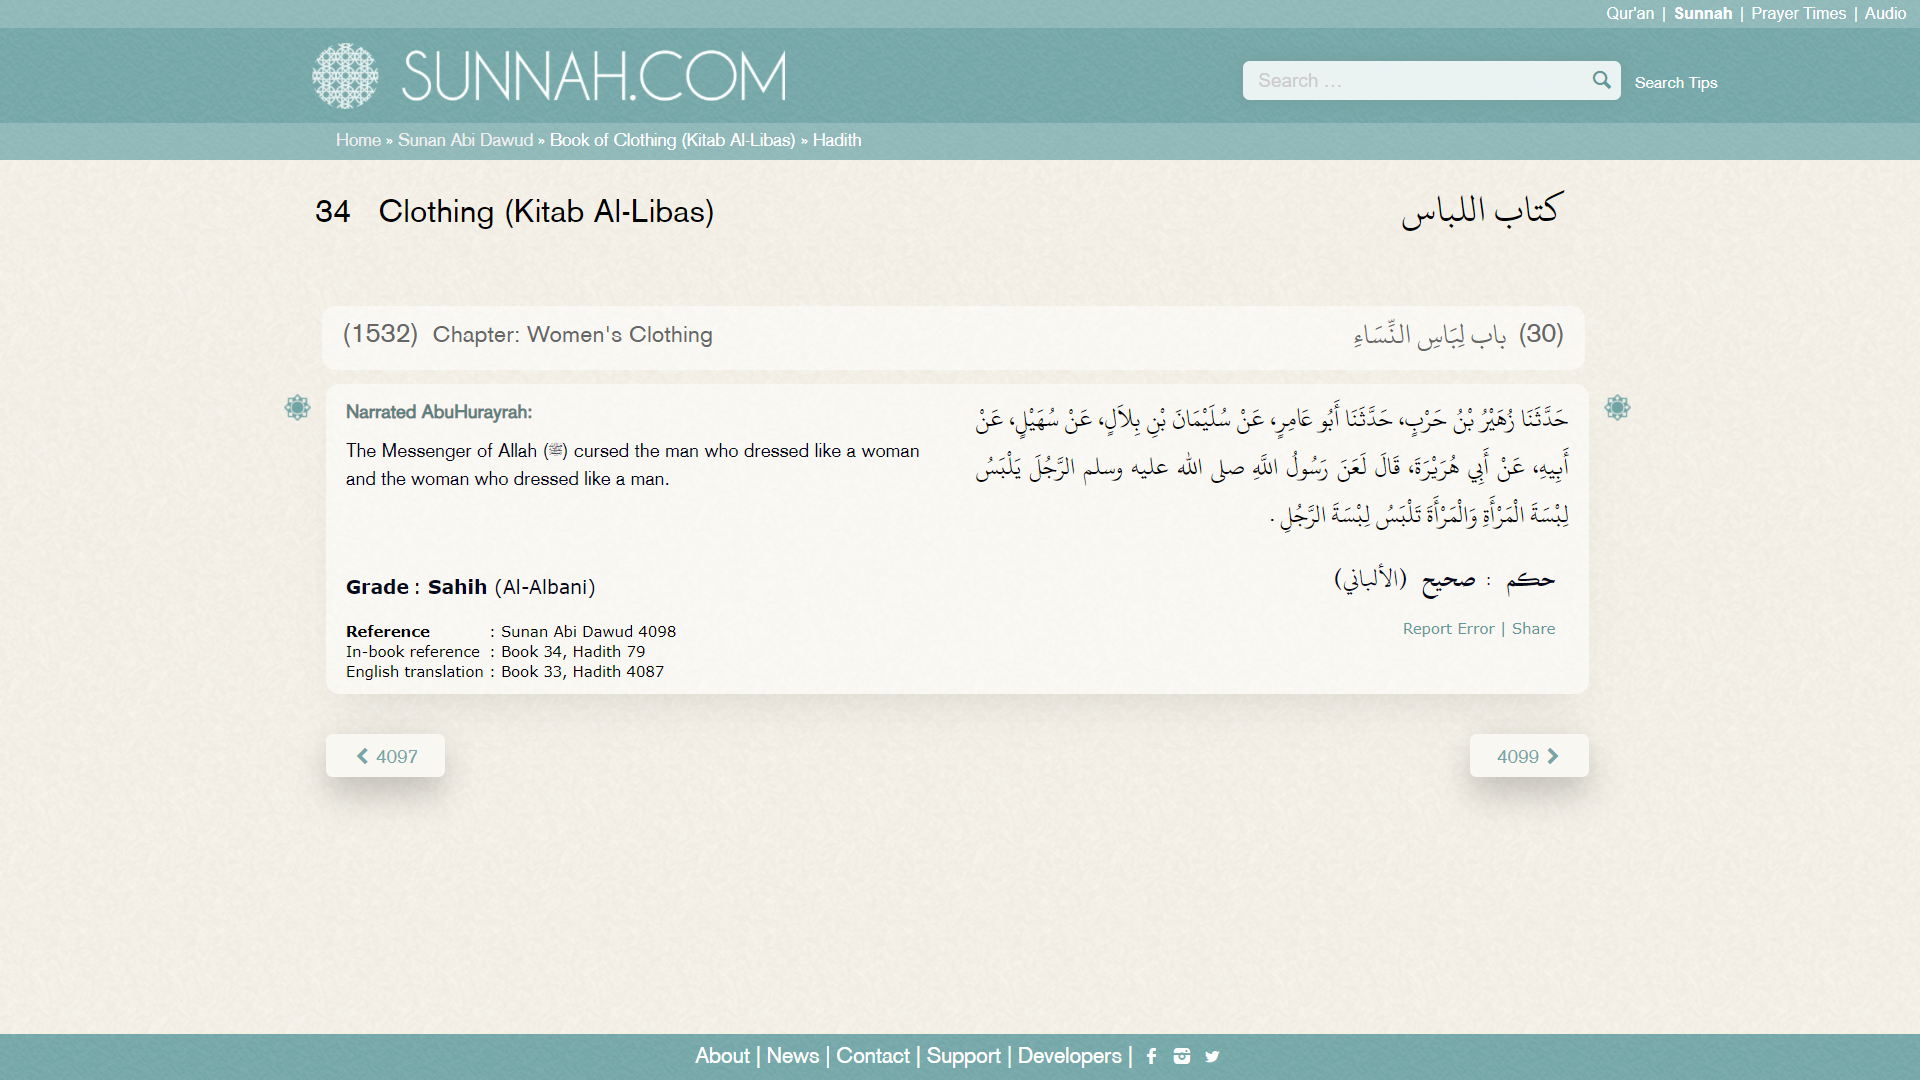 Qur'an | Sunnah | Prayer Times | Audio
SUNNAH.COM
Search …
Search Tips
Home » Sunan Abi Dawud » Book of Clothing (Kitab Al-Libas) » Hadith
34 Clothing (Kitab Al-Libas)
كتاب اللباس
(1532) Chapter: Women's Clothing
(30) باب لِبَاسِ النِّسَاءِ
Narrated AbuHurayrah:
The Messenger of Allah (ﷺ) cursed the man who dressed like a woman
and the woman who dressed like a man.
حَدَّثَنَا زُهَيْرُ بْنُ حَرْبٍ، حَدَّثَنَا أَبُو عَامِرٍ، عَنْ سُلَيْمَانَ بْنِ بِلاَلٍ، عَنْ سُهَيْلٍ، عَنْ
أَبِيهِ، عَنْ أَبِي هُرَيْرَةَ، قَالَ لَعَنَ رَسُولُ اللَّهِ صلى الله عليه وسلم الرَّجُلَ يَلْبَسُ
لِبْسَةَ الْمَرْأَةِ وَالْمَرْأَةَ تَلْبَسُ لِبْسَةَ الرَّجُلِ .
Grade : Sahih (Al-Albani)
حكم : صحيح (الألباني)
Reference : Sunan Abi Dawud 4098
In-book reference : Book 34, Hadith 79
English translation : Book 33, Hadith 4087
Report Error | Share
4097
4099
About | News | Contact | Support | Developers |